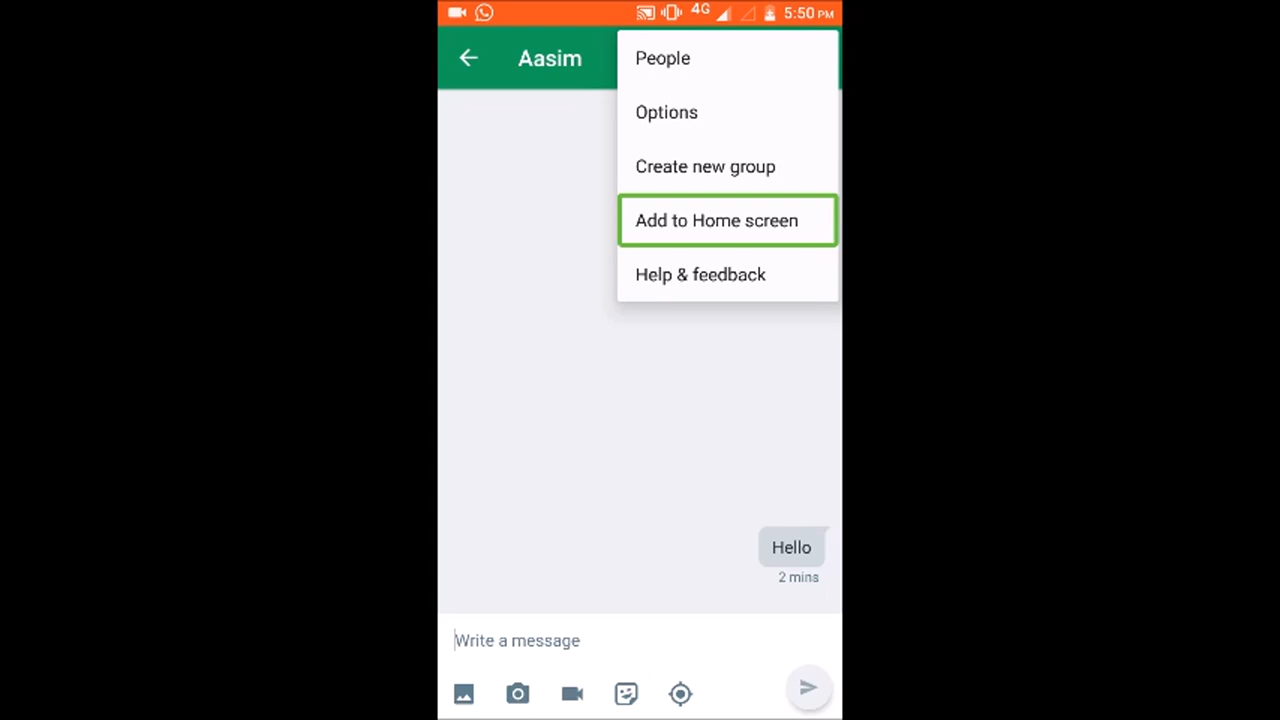 4G 5:50 PM
Aasim
People
Options
Create new group
Add to Home screen
Help & feedback
Hello
2 mins
Write a message